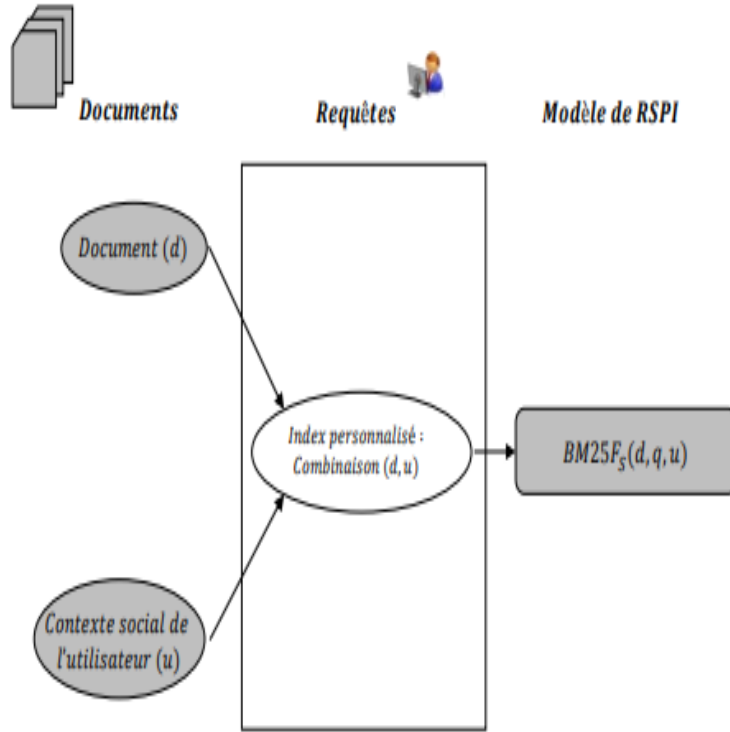 Documents
Requêtes
Modèle de RSPI
Document (d)
Index personnalisé :
Combinaison (d, u)
BM25F_S(d, q, u)
Contexte social de
l'utilisateur (u)